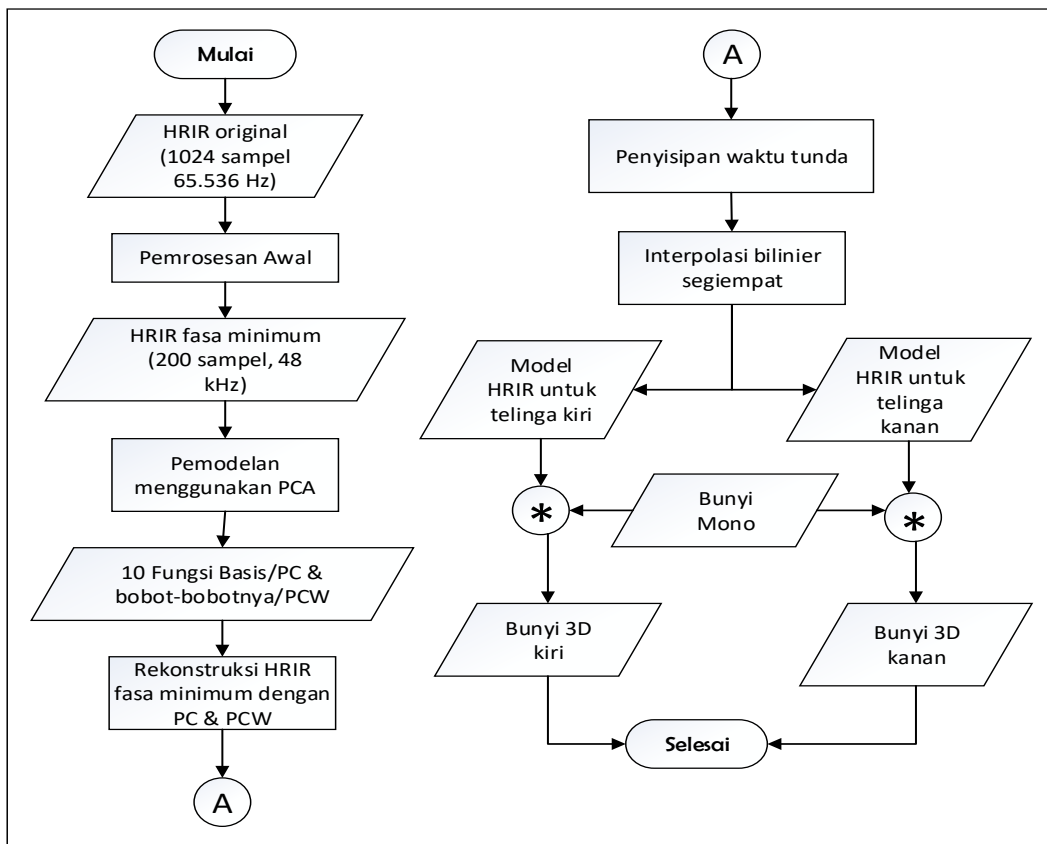 Mulai
HRIR original
(1024 sampel
65.536 Hz)
Pemrosesan Awal
HRIR fasa minimum
(200 sampel, 48
kHz)
Pemodelan
menggunakan PCA
10 Fungsi Basis/PC &
bobot-bobotnya/PCW
Rekonstruksi HRIR
fasa minimum dengan
PC & PCW
A
A
Penyisipan waktu tunda
Interpolasi bilinier
segiempat
Model
HRIR untuk
telinga kiri
Model
HRIR untuk
telinga
kanan
Bunyi
Mono
*
*
Bunyi 3D
kiri
Bunyi 3D
kanan
Selesai